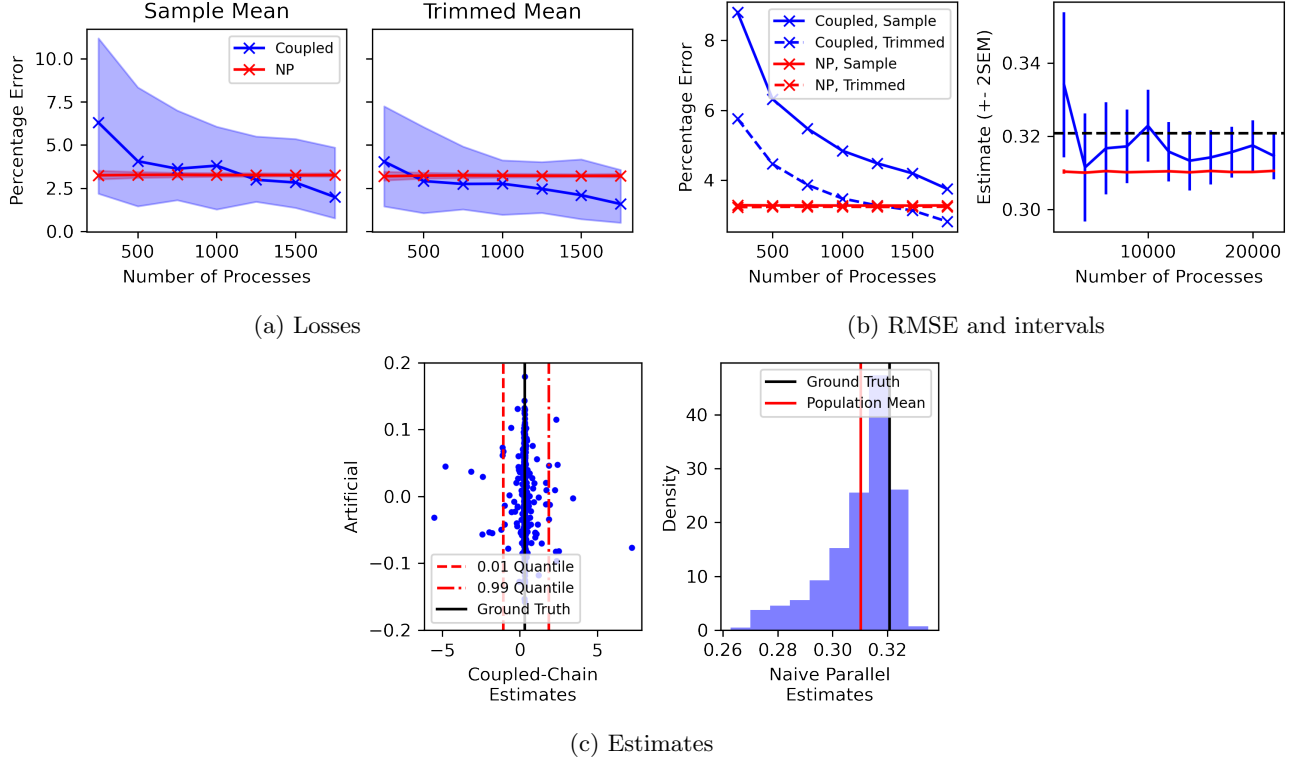 Sample Mean
Trimmed Mean
Percentage Error
10.0
7.5
5.0
2.5
0.0
Coupled
NP
500 1000 1500
Number of Processes
500 1000 1500
Number of Processes
Percentage Error
8
6
4
Coupled, Sample
Coupled, Trimmed
NP, Sample
NP, Trimmed
500 1000 1500
Number of Processes
Estimate (+- 2SEM)
0.34
0.32
0.30
10000 20000
Number of Processes
(a) Losses
(b) RMSE and intervals
Artificial
0.2
0.1
0.0
−0.1
−0.2
0.01 Quantile
0.99 Quantile
Ground Truth
−5 0 5
Coupled-Chain
Estimates
Density
40
30
20
10
0
Ground Truth
Population Mean
0.26 0.28 0.30 0.32
Naive Parallel
Estimates
(c) Estimates